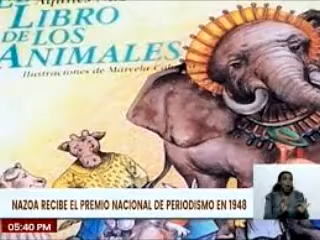 LIBRO
DE LOS
ANIMALES
Ilustraciones de Marcela
NAZOA RECIBE EL PREMIO NACIONAL DE PERIODISMO EN 1948
05:40 PM